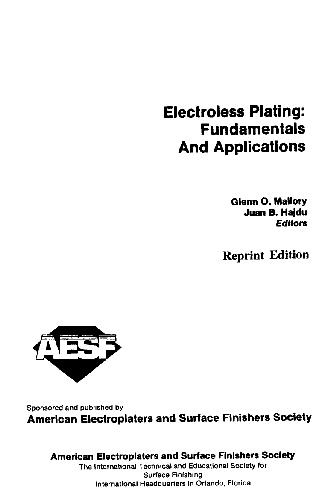 Electroless Plating:
Fundamentals
And Applications
Glenn O. Mallory
Juan B. Hajdu
Editors
Reprint Edition
AESF
Sponsored and published by
American Electroplaters and Surface Finishers Society
American Electroplaters and Surface Finishers Society
The International Technical and Educational Society for
Surface Finishing
International Headquarters in Orlando, Florida